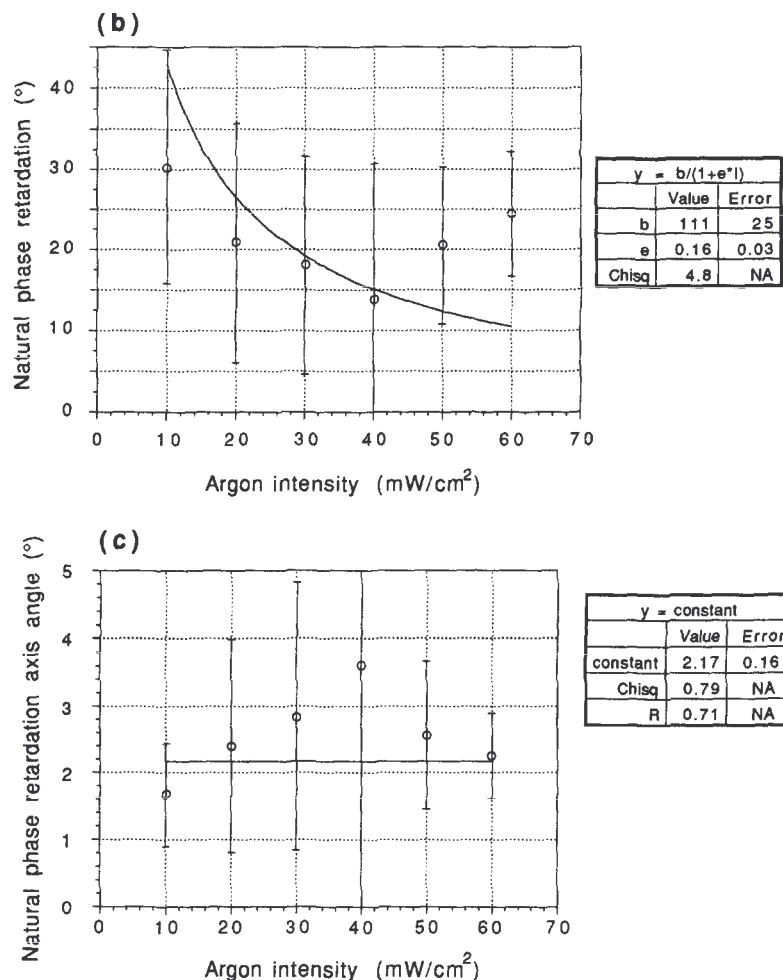 (b)
Natural phase retardation (°)
40
30
20
10
0
0 10 20 30 40 50 60 70
Argon intensity (mW/cm²)
y = b/(1+e*I)
Value Error
b 111 25
e 0.16 0.03
Chisq 4.8 NA
(c)
Natural phase retardation axis angle (°)
5
4
3
2
1
0
0 10 20 30 40 50 60 70
Argon intensity (mW/cm²)
y = constant
Value Error
constant 2.17 0.16
Chisq 0.79 NA
R 0.71 NA